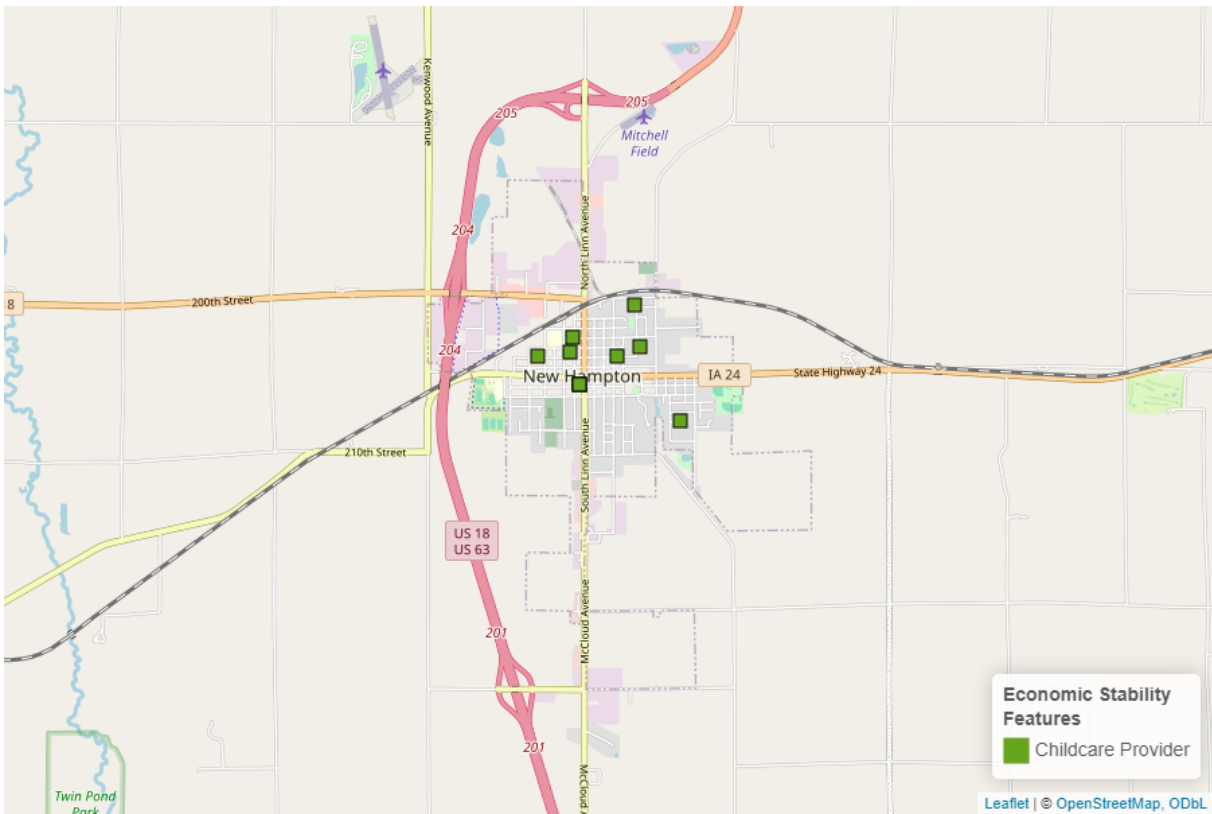 Kenwood Avenue
205
205
Mitchell
Field
204
North Linn Avenue
8
200th Street
204
New Hampton
IA 24
State Highway 24
210th Street
South Linn Avenue
US 18
US 63
McCloud Avenue
201
201
McCloud A
Twin Pond
Park
Economic Stability
Features
Childcare Provider
Leaflet | © OpenStreetMap, ODbL